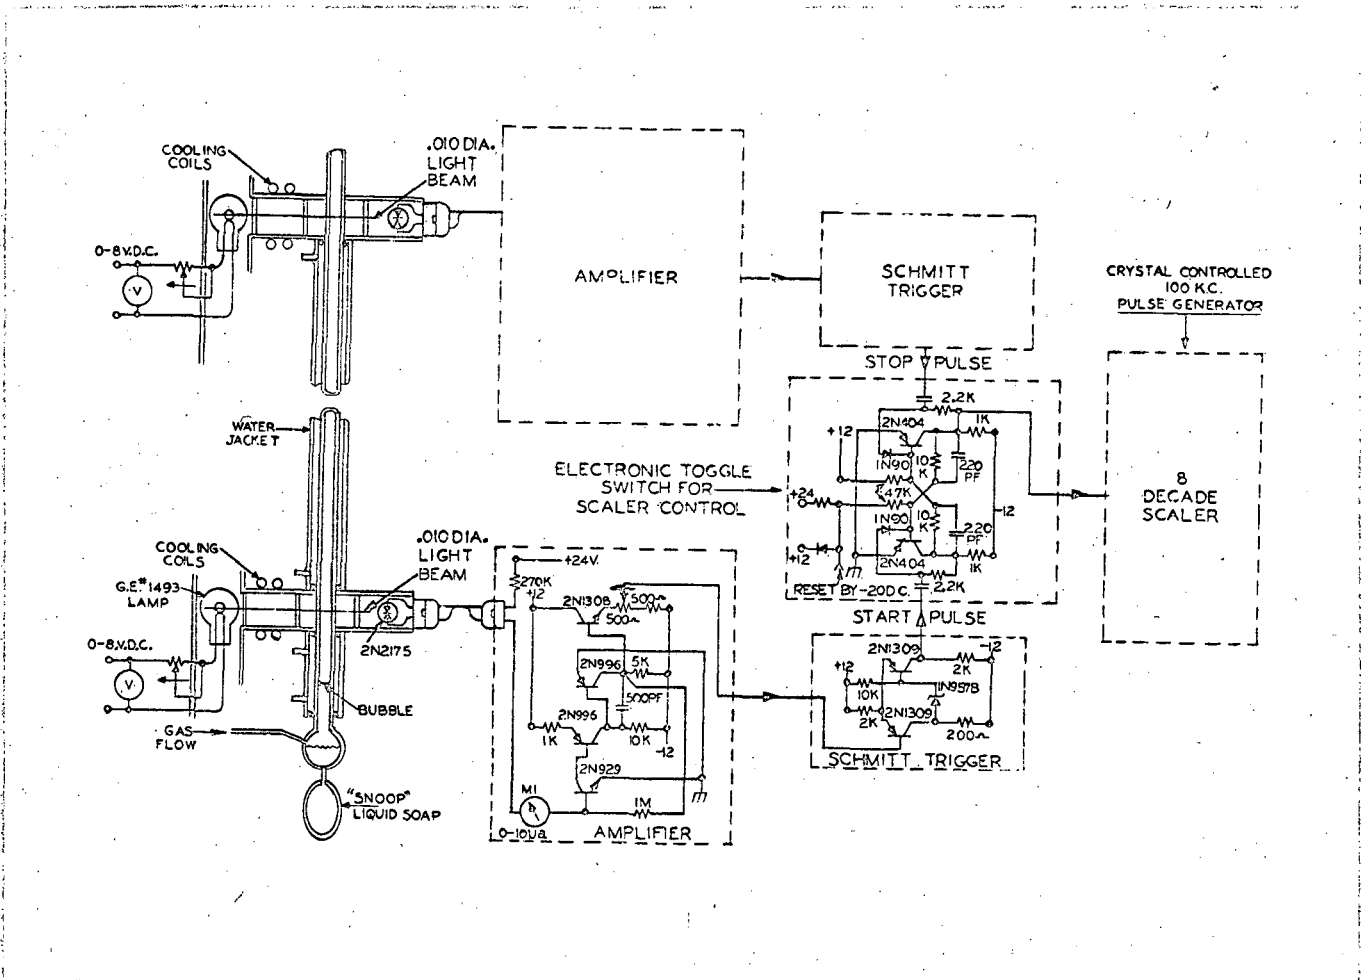 COOLING
COILS
.010 DIA.
LIGHT
BEAM
0-8V.D.C.
V
AMPLIFIER
SCHMITT
TRIGGER
CRYSTAL CONTROLLED
100 K.C.
PULSE GENERATOR
STOP PULSE
2.2K
2N404
1K
+12
1N90
10
K
220
PF
WATER
JACKET
ELECTRONIC TOGGLE
SWITCH FOR
SCALER CONTROL
47K
+24
-12
1N90
10
K
220
PF
+12
2N404
1K
RESET BY -20 D.C.
2.2K
8
DECADE
SCALER
START PULSE
COOLING
COILS
G.E.# 1493
LAMP
.010 DIA.
LIGHT
BEAM
+24V.
270K
+12
2N1308
500~
500~
2N2175
0-8.V.D.C.
V
2N996
5K
500PF
2N996
1K
10K
-12
2N929
BUBBLE
GAS
FLOW
"SNOOP"
LIQUID SOAP
M1
0-10Ua
1M
AMPLIFIER
2N1309
-12
+12
2K
10K
1N957B
2K
2N1309
200~
SCHMITT TRIGGER